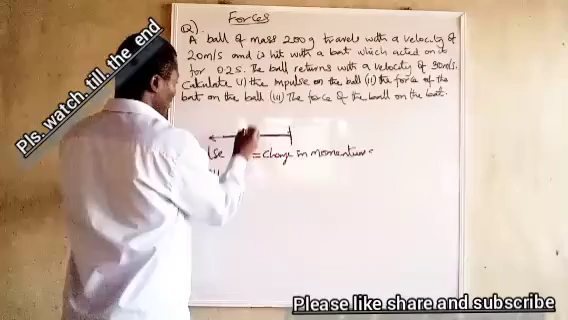 Forces
Q).
A ball of mass 200g travels with a velocity of
20m/s and is hit with a bat which acted on it
for 0.2s. The ball returns with a velocity of 30m/s.
Calculate (i) the impulse on the ball (ii) the force of the
bat on the ball (iii) The force of the ball on the bat.
= Change in momentum
Pls. watch. till. the. end
Please like share and subscribe